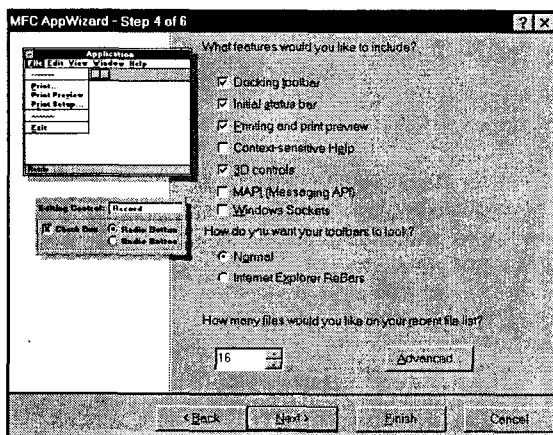 MFC AppWizard - Step 4 of 6
Application
File Edit View Window Help
Print...
Print Preview
Print Setup...
Exit
Ready
Editing Control: Record
Check Box
Radio Button
Radio Button
What features would you like to include?
Docking toolbar
Initial status bar
Printing and print preview
Context-sensitive Help
3D controls
MAPI (Messaging API)
Windows Sockets
How do you want your toolbars to look?
Normal
Internet Explorer ReBars
How many files would you like on your recent file list?
16
Advanced...
< Back
Next >
Finish
Cancel